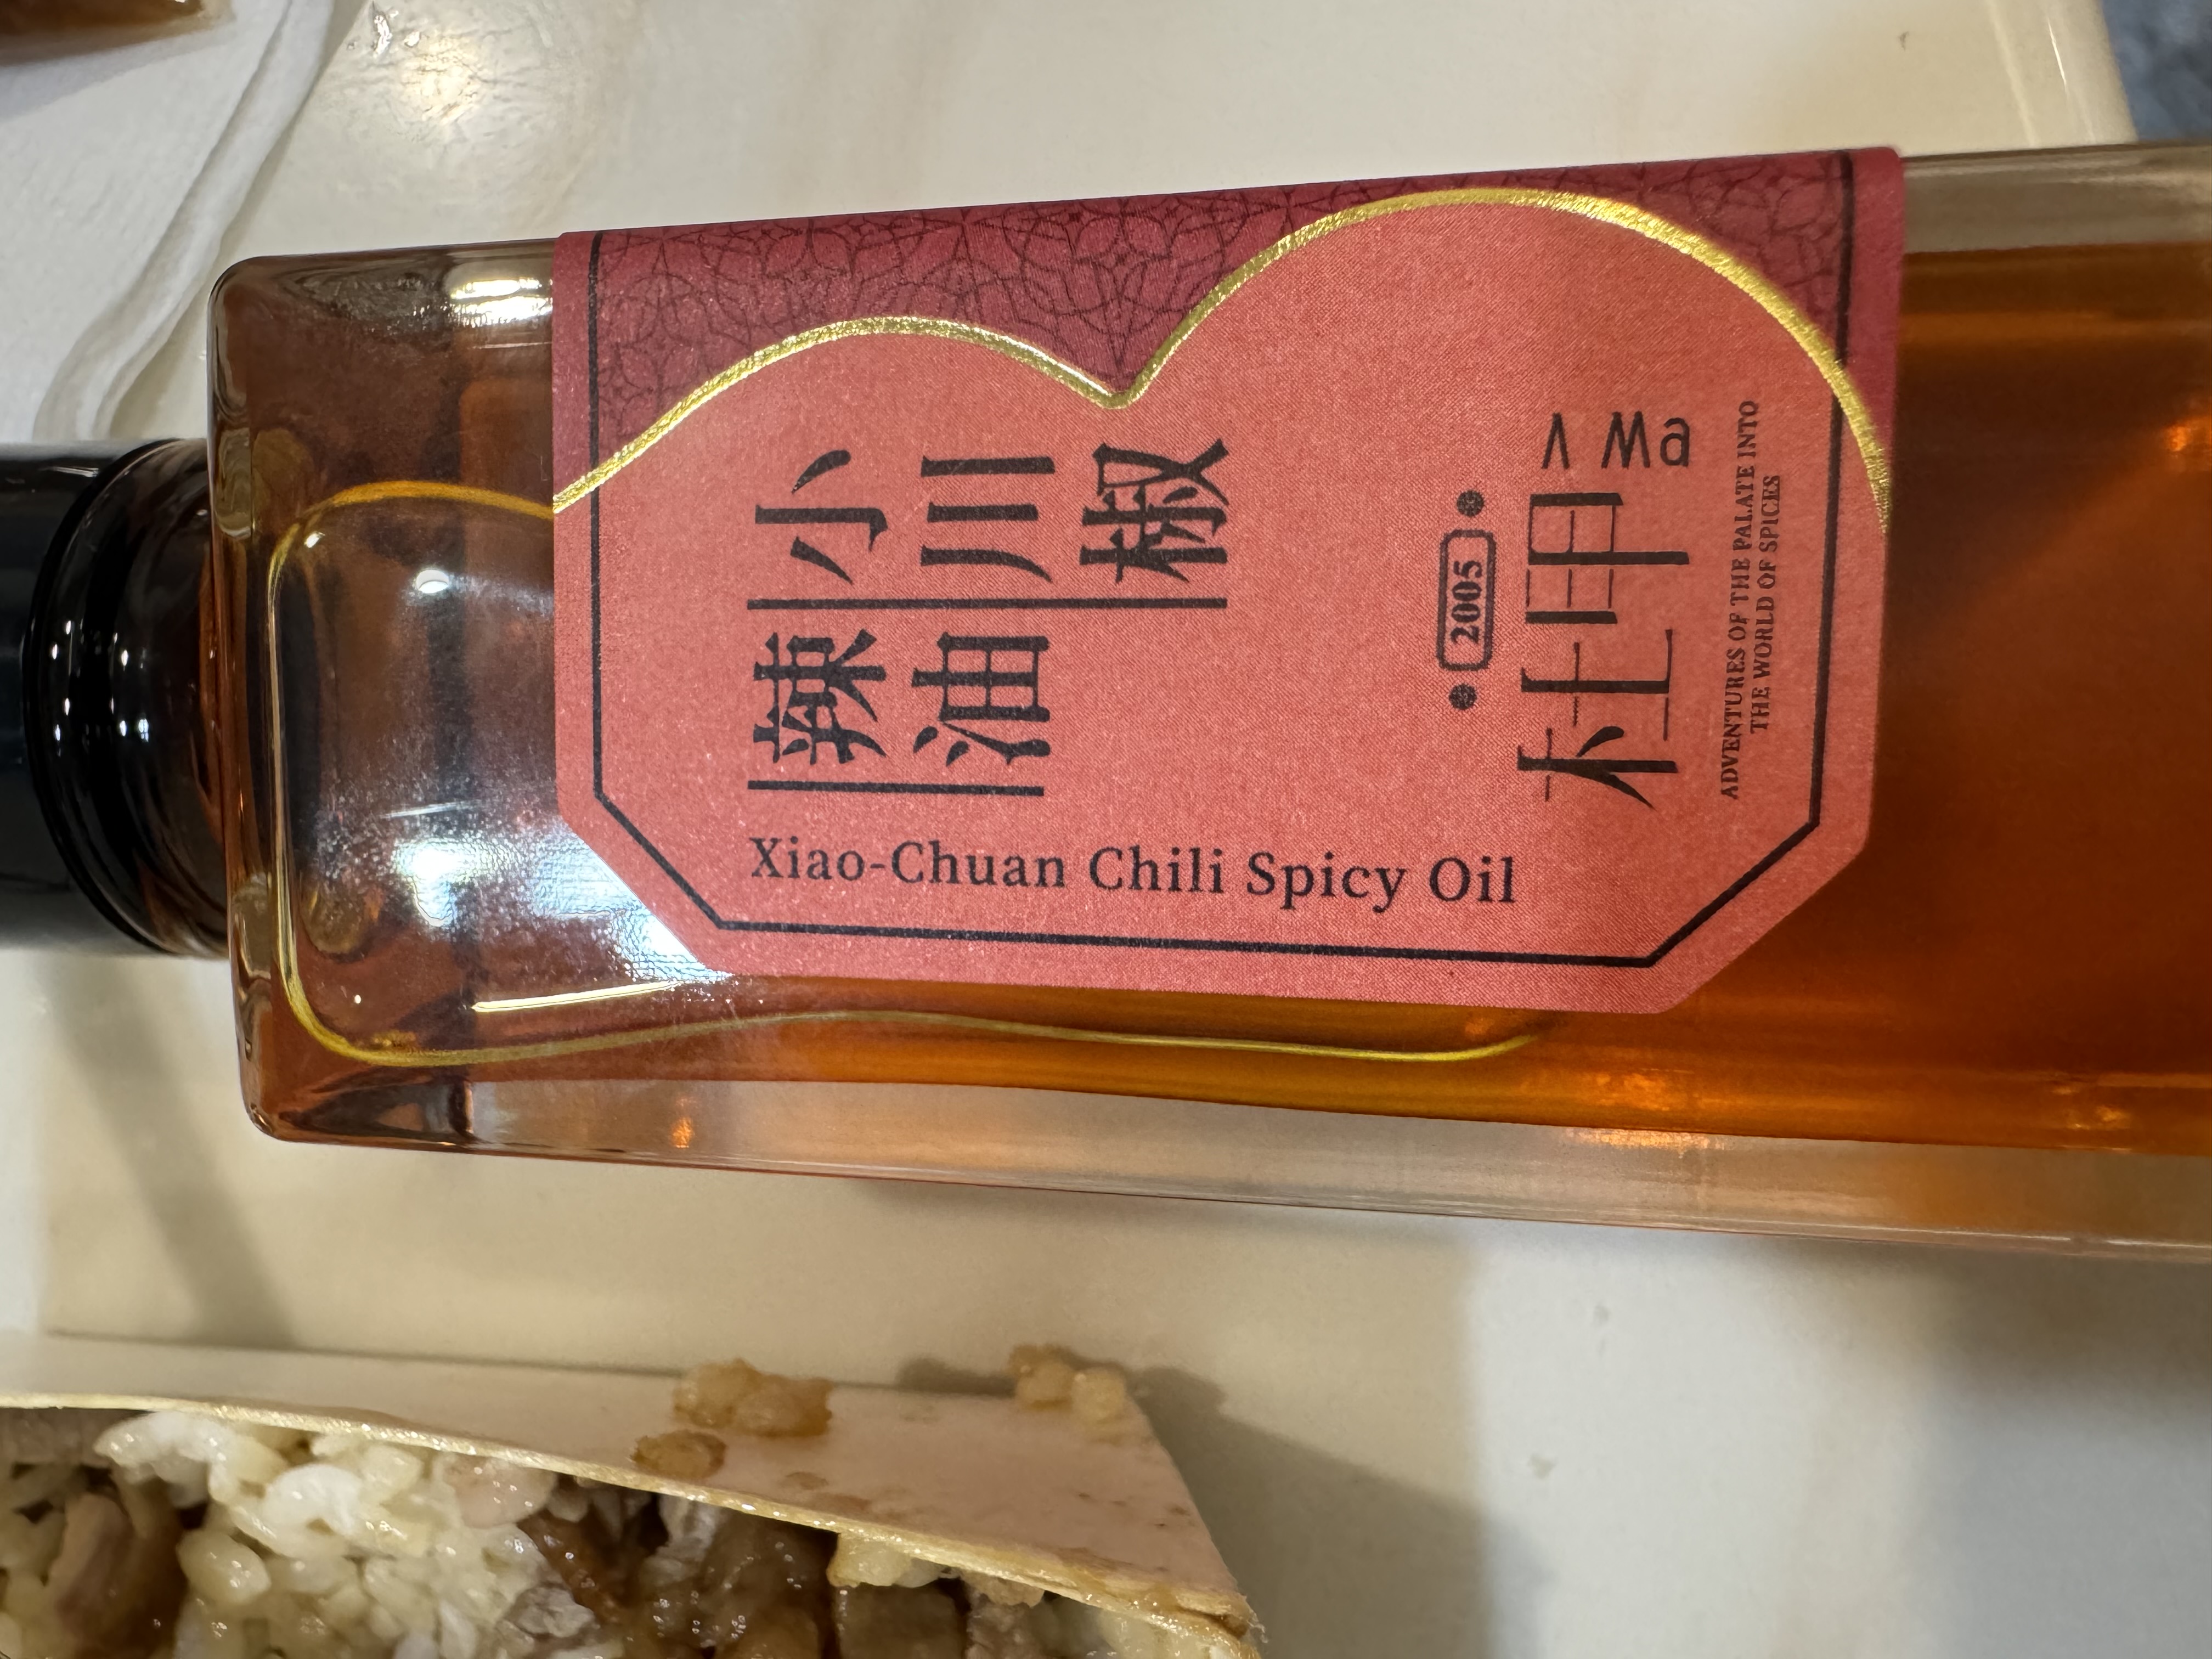 小川椒
辣油
Xiao-Chuan Chili Spicy Oil
2005
杜甲 A Ma
ADVENTURES OF THE PALATE INTO
THE WORLD OF SPICES